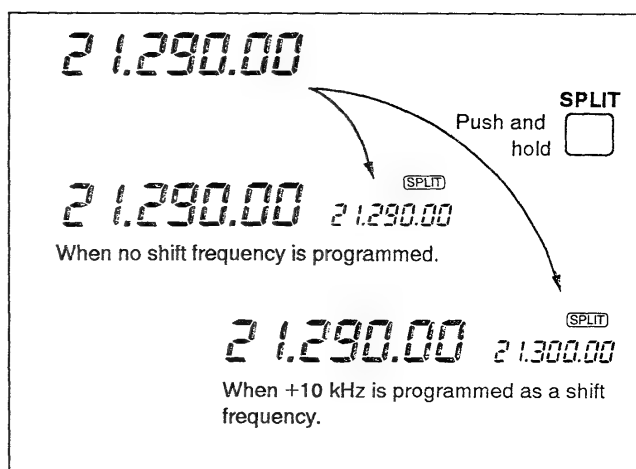 21.290.00
SPLIT
Push and
hold
SPLIT
21.290.00 21.290.00
When no shift frequency is programmed.
SPLIT
21.290.00 21.300.00
When +10 kHz is programmed as a shift
frequency.